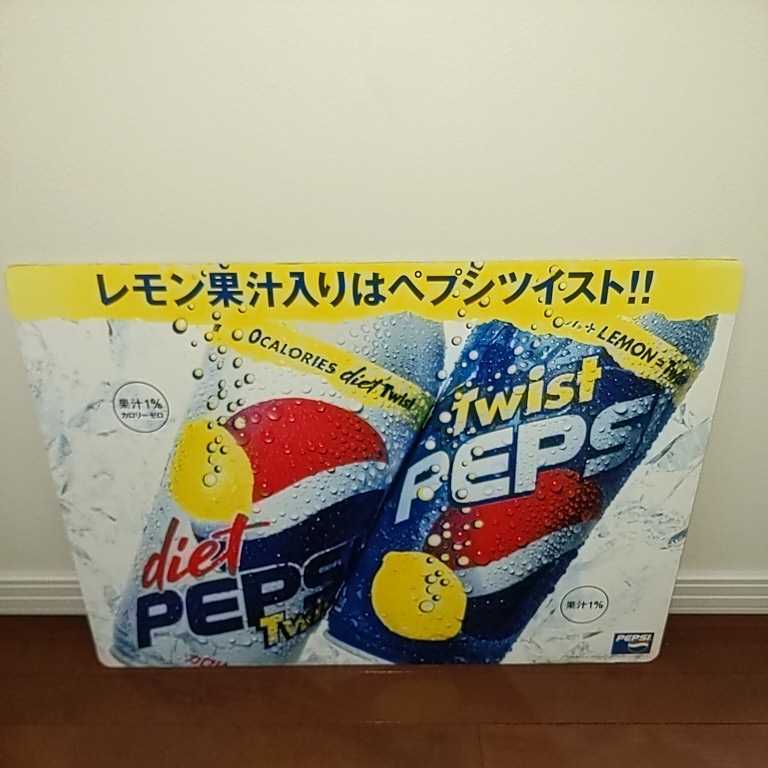 レモン果汁入りはペプシツイスト!!
0CALORIES diet Twist
+ LEMON =
果汁1%
カロリーゼロ
Twist
PEPS
diet
PEPS
Twist
果汁1%
PEPSI